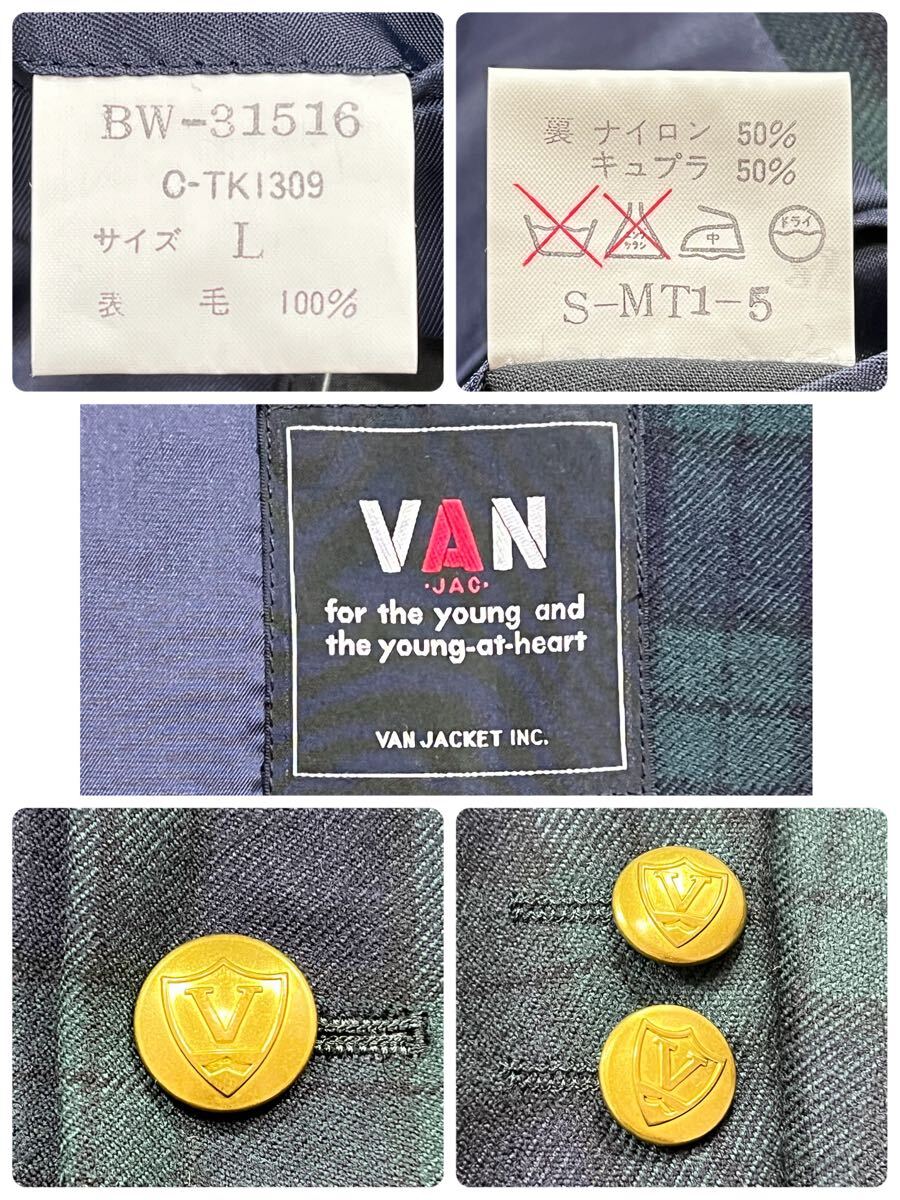 BW-31516
C-TK1309
サイズ L
表 毛 100%
裏 ナイロン 50%
キュプラ 50%
中
ドライ
S-MT1-5
VAN
・JAC・
for the young and
the young-at-heart
VAN JACKET INC.
V
V
V